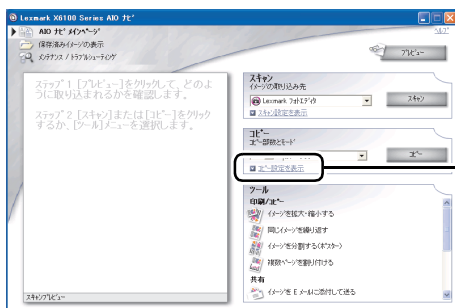 Lexmark X6100 Series AIO ﾅﾋﾞ
AIO ﾅﾋﾞ ﾒｲﾝﾍﾟｰｼﾞ
ﾍﾙﾌﾟ
保存済みｲﾒｰｼﾞの表示
ﾒﾝﾃﾅﾝｽ / ﾄﾗﾌﾞﾙｼｭｰﾃｨﾝｸﾞ
ﾌﾟﾚﾋﾞｭｰ
ステップ 1 [プレビュー]をクリックして、どのよ
うに取り込まれるかを確認します。
ステップ 2 [スキャン]または[コピー]をクリック
するか、[ツール]メニューを選択します。
スキャン
ｲﾒｰｼﾞの取り込み先
Lexmark ﾌｫﾄｴﾃﾞｨﾀ
ｽｷｬﾝ
ｽｷｬﾝ設定を表示
コピー
ｺﾋﾟｰ部数とﾓｰﾄﾞ
ｺﾋﾟｰ
ｺﾋﾟｰ設定を表示
ツール
印刷/ｺﾋﾟｰ
ｲﾒｰｼﾞを拡大・縮小する
同じｲﾒｰｼﾞを繰り返す
ｲﾒｰｼﾞを分割する(ﾎﾟｽﾀｰ)
複数ﾍﾟｰｼﾞを割り付ける
共有
ｲﾒｰｼﾞを E ﾒｰﾙに添付して送る
ｽｷｬﾝﾌﾟﾚﾋﾞｭｰ